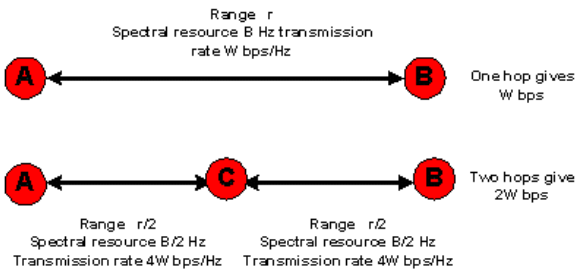 Range r
Spectral resource B Hz transmission
rate W bps/Hz
A
B
One hop gives
W bps
A
C
B
Two hops give
2W bps
Range r/2
Spectral resource B/2 Hz
Transmission rate 4W bps/Hz
Range r/2
Spectral resource B/2 Hz
Transmission rate 4W bps/Hz